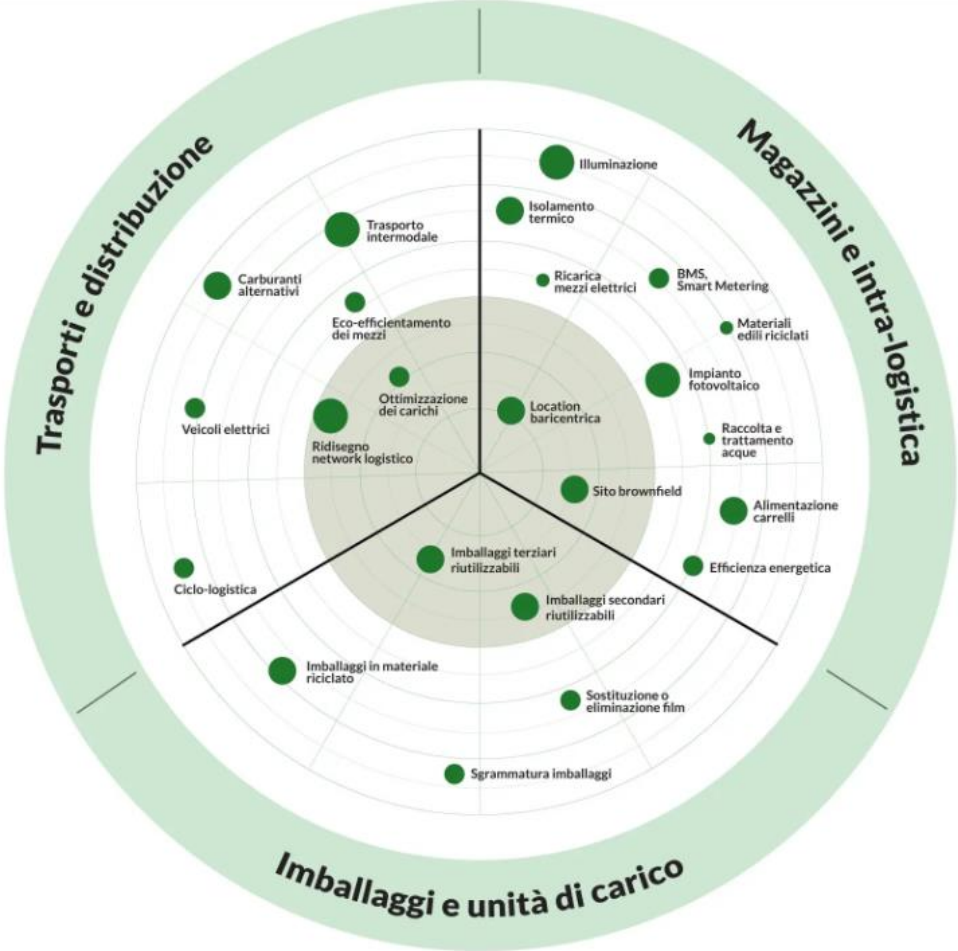 Trasporti e distribuzione
Magazzini e intra-logistica
Illuminazione
Isolamento
termico
Trasporto
intermodale
Carburanti
alternativi
Ricarica
mezzi elettrici
BMS,
Smart Metering
Eco-efficientamento
dei mezzi
Materiali
edili riciclati
Impianto
fotovoltaico
Ottimizzazione
dei carichi
Location
baricentrica
Veicoli elettrici
Ridisegno
network logistico
Raccolta e
trattamento
acque
Sito brownfield
Alimentazione
carrelli
Imballaggi terziari
riutilizzabili
Efficienza energetica
Ciclo-logistica
Imballaggi secondari
riutilizzabili
Imballaggi in materiale
riciclato
Sostituzione o
eliminazione film
Sgrammatura imballaggi
Imballaggi e unità di carico